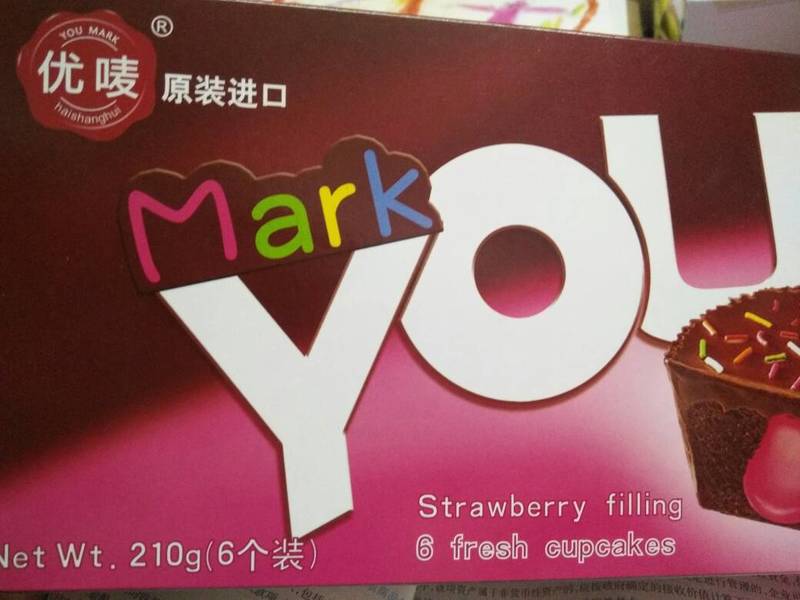 YOU MARK
优唛
haishanghui
®
原装进口
Mark
YOU
Strawberry filling
6 fresh cupcakes
Net Wt. 210g(6个装)